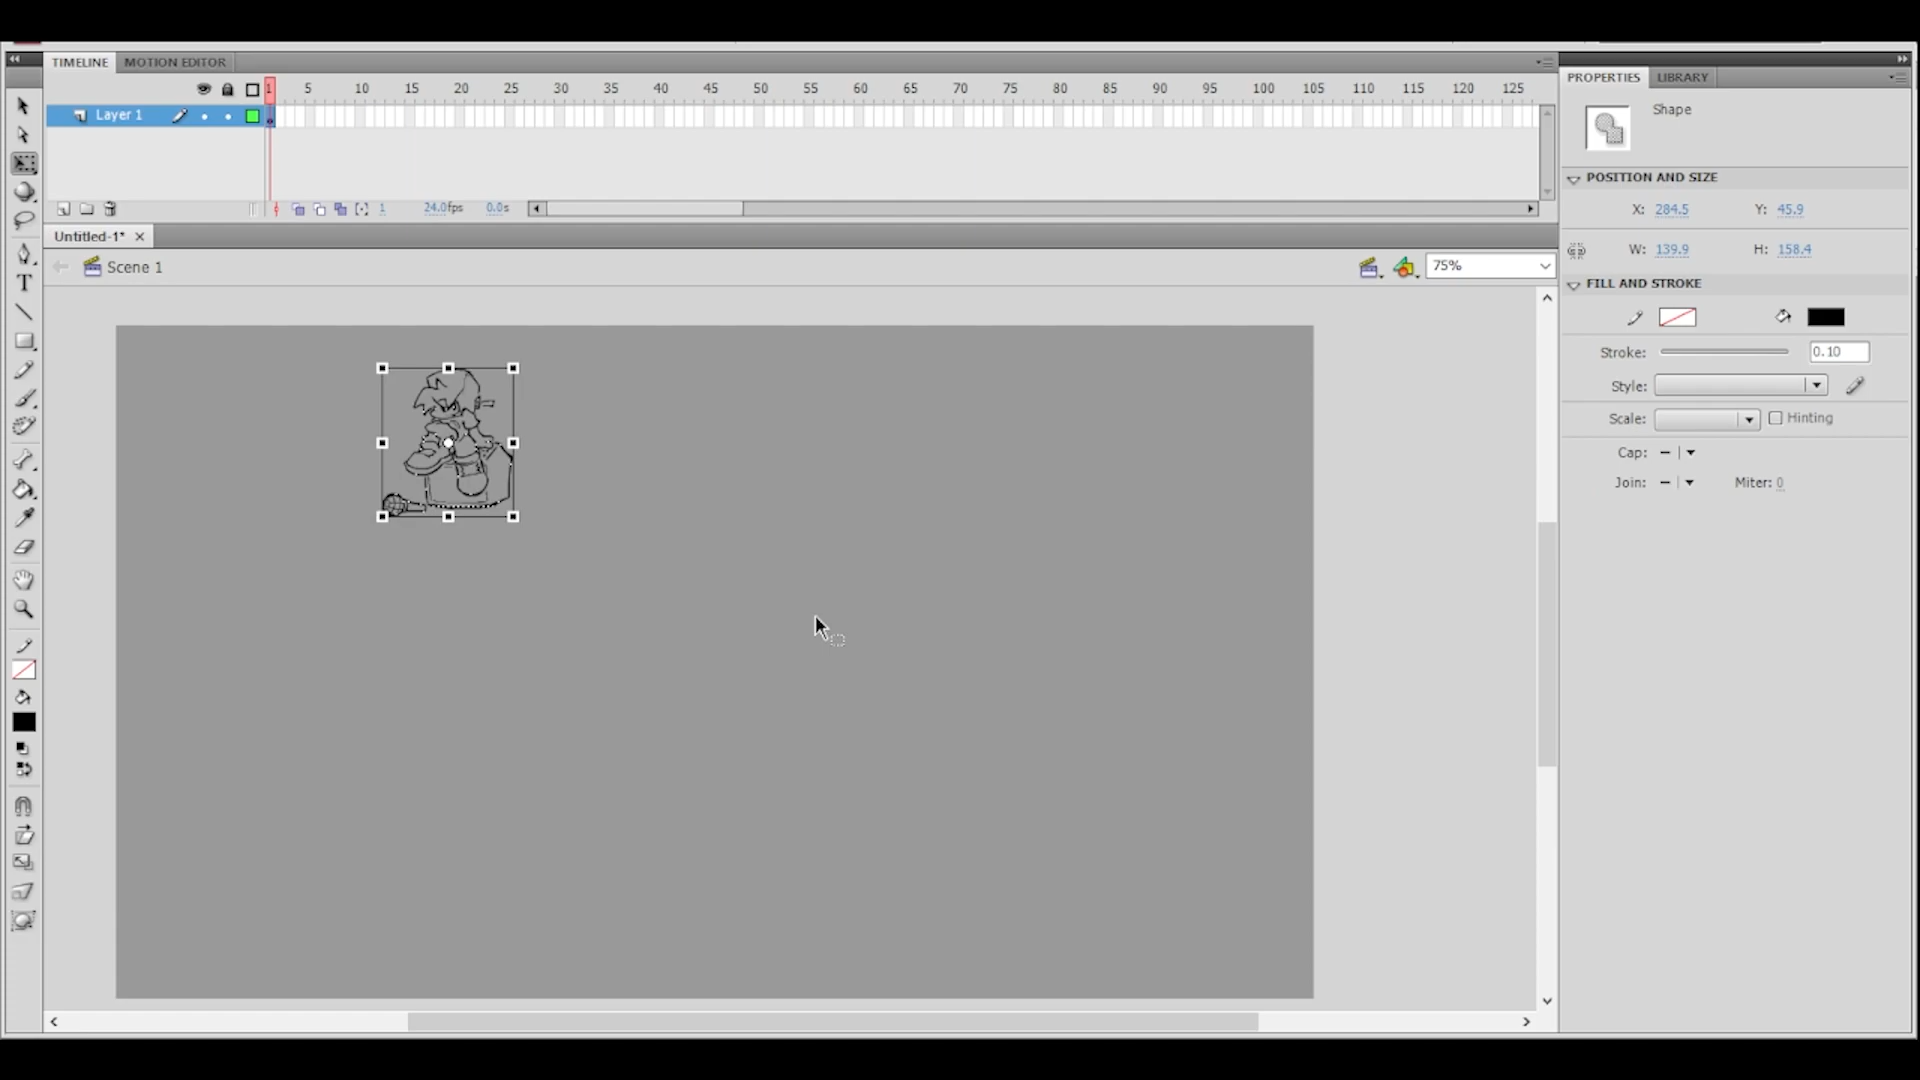 TIMELINE
MOTION EDITOR
1 5 10 15 20 25 30 35 40 45 50 55 60 65 70 75 80 85 90 95 100 105 110 115 120 125
Layer 1
1 24.0fps 0.0s
Untitled-1*
Scene 1
75%
PROPERTIES
LIBRARY
Shape
POSITION AND SIZE
X: 284.5 Y: 45.9
W: 139.9 H: 158.4
FILL AND STROKE
Stroke: 0.10
Style:
Scale: Hinting
Cap:
Join: Miter: 0